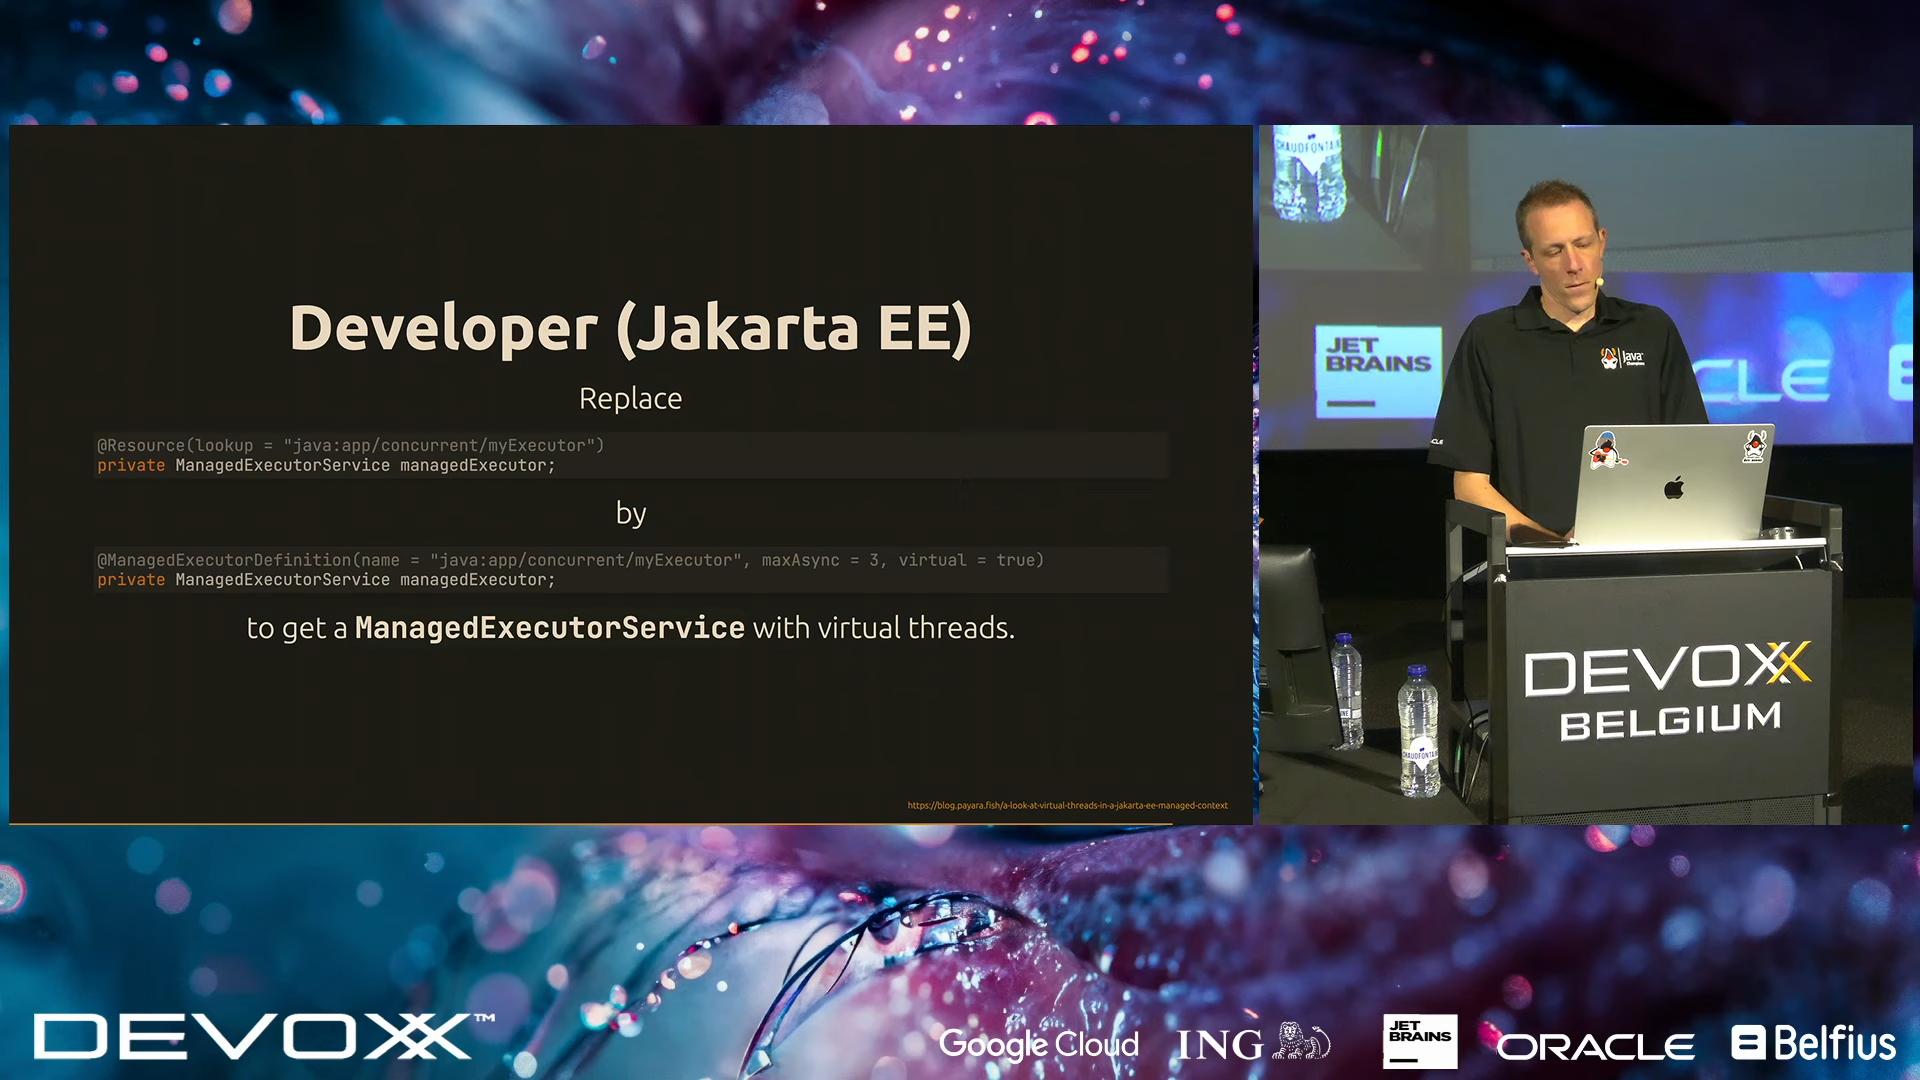 Developer (Jakarta EE)
Replace
@Resource(lookup = "java:app/concurrent/myExecutor")
private ManagedExecutorService managedExecutor;
by
@ManagedExecutorDefinition(name = "java:app/concurrent/myExecutor", maxAsync = 3, virtual = true)
private ManagedExecutorService managedExecutor;
to get a ManagedExecutorService with virtual threads.
https://blog.payara.fish/a-look-at-virtual-threads-in-a-jakarta-ee-managed-context
CHAUDFONTAINE
JET
BRAINS
CLE
Java
Champions
DEVOXX
BELGIUM
CHAUDFONTAINE
DEVOXX™
Google Cloud
ING
JET
BRAINS
ORACLE
Belfius